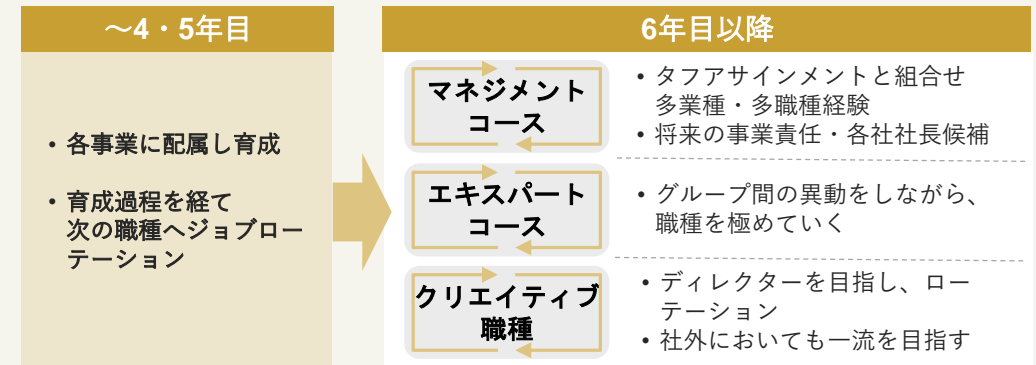 ～4・5年目
• 各事業に配属し育成
• 育成過程を経て
次の職種へジョブロー
テーション
6年目以降
マネジメント
コース
• タフアサインメントと組合せ
多業種・多職種経験
• 将来の事業責任・各社社長候補
エキスパート
コース
• グループ間の異動をしながら、
職種を極めていく
クリエイティブ
職種
• ディレクターを目指し、ロー
テーション
• 社外においても一流を目指す